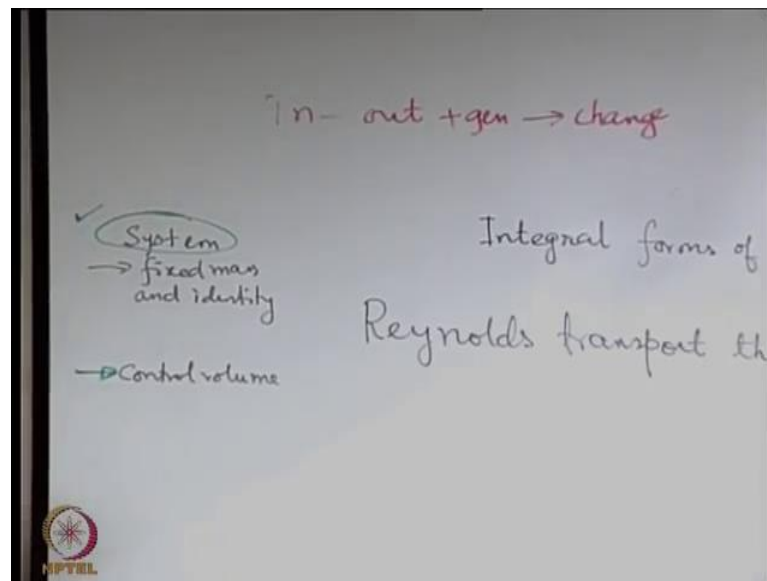 In- out +gen → change
✓
System
→ fixed mass
and identity
→ Control volume
Integral forms of
Reynolds transport th
NPTEL